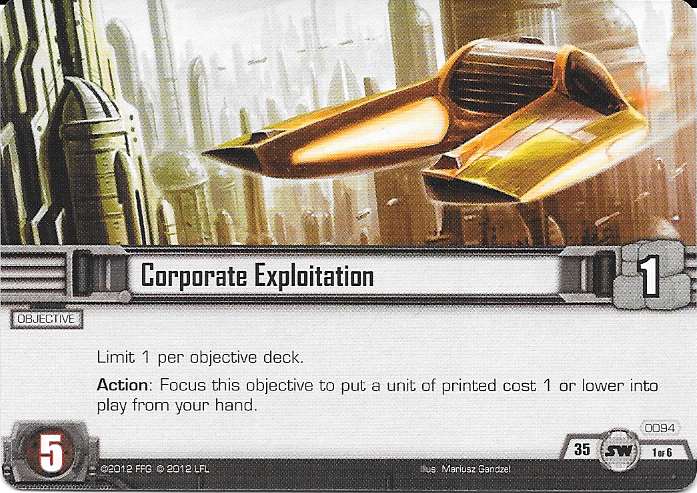 Corporate Exploitation
1
OBJECTIVE
Limit 1 per objective deck.
Action: Focus this objective to put a unit of printed cost 1 or lower into
play from your hand.
5
©2012 FFG © 2012 LFL
Illus. Mariusz Gandzel
0094
35
SW
1 of 6